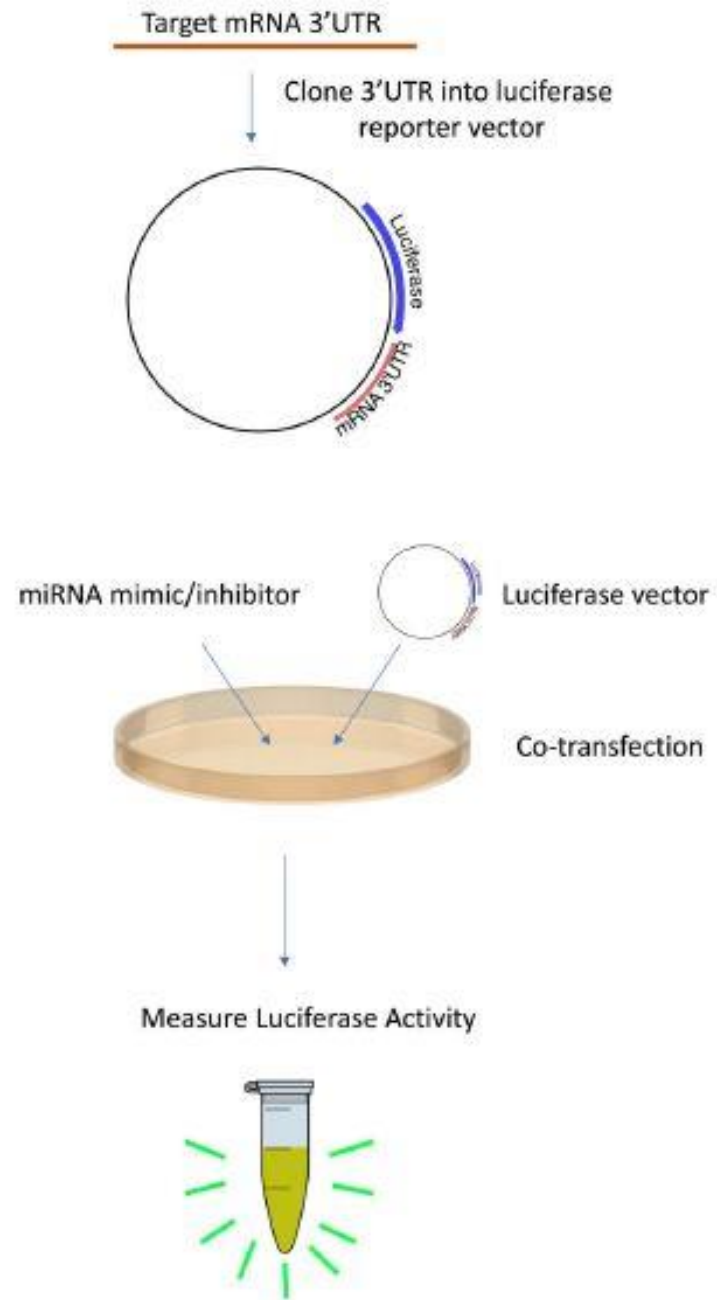 Target mRNA 3'UTR
Clone 3'UTR into luciferase
reporter vector
Luciferase
mRNA 3'UTR
miRNA mimic/inhibitor
Luciferase vector
Co-transfection
Measure Luciferase Activity